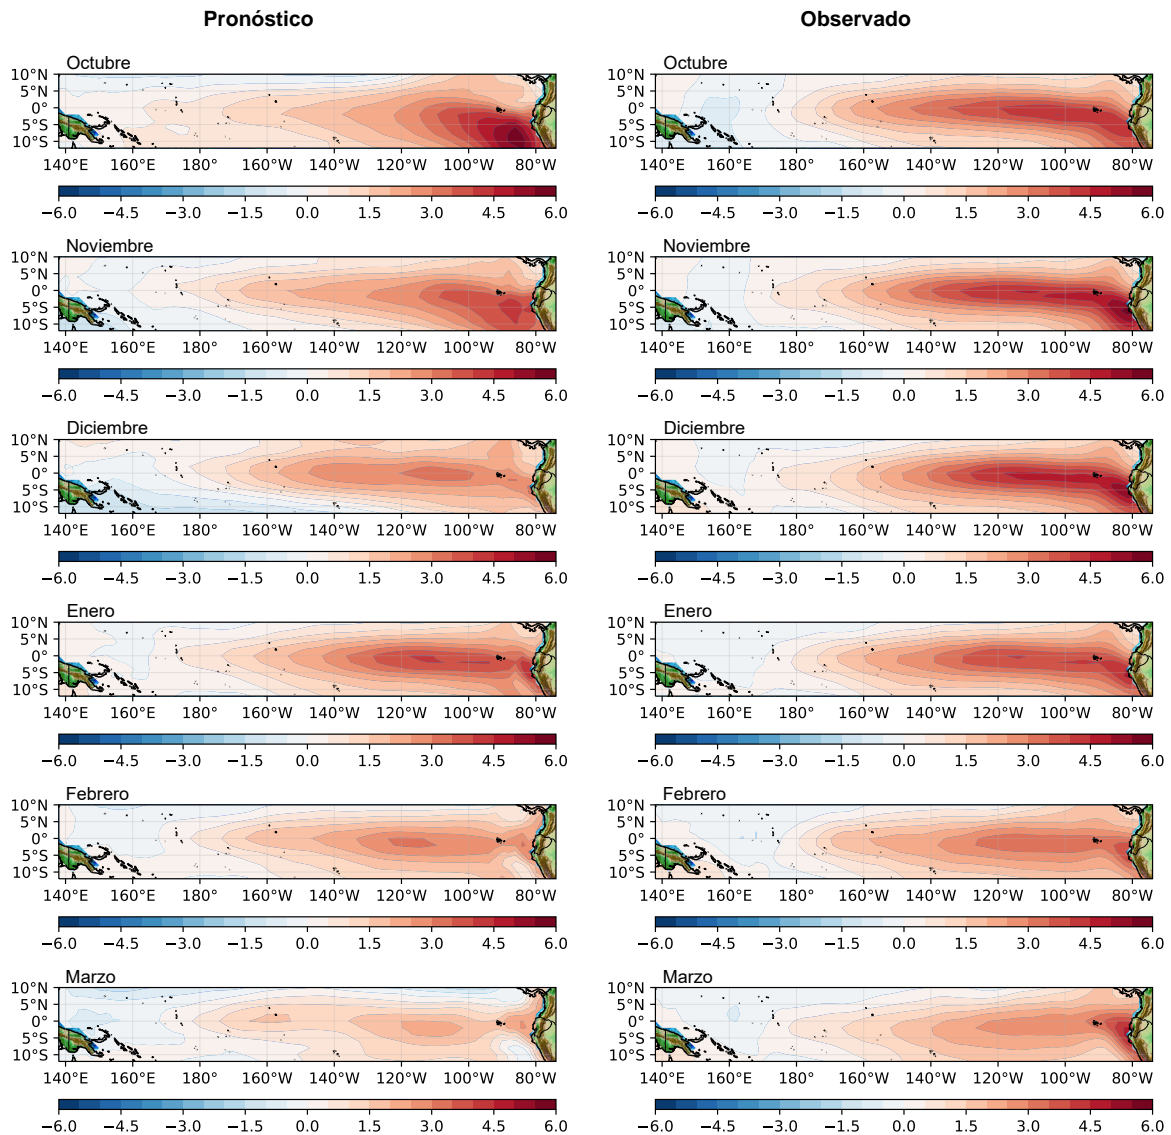 Pronóstico Observado
Octubre Octubre
10°N 10°N
5°N 5°N
0° 0°
5°S 5°S
10°S 10°S
140°E 160°E 180° 160°W 140°W 120°W 100°W 80°W 140°E 160°E 180° 160°W 140°W 120°W 100°W 80°W
−6.0 −4.5 −3.0 −1.5 0.0 1.5 3.0 4.5 6.0 −6.0 −4.5 −3.0 −1.5 0.0 1.5 3.0 4.5 6.0
Noviembre Noviembre
10°N 10°N
5°N 5°N
0° 0°
5°S 5°S
10°S 10°S
140°E 160°E 180° 160°W 140°W 120°W 100°W 80°W 140°E 160°E 180° 160°W 140°W 120°W 100°W 80°W
−6.0 −4.5 −3.0 −1.5 0.0 1.5 3.0 4.5 6.0 −6.0 −4.5 −3.0 −1.5 0.0 1.5 3.0 4.5 6.0
Diciembre Diciembre
10°N 10°N
5°N 5°N
0° 0°
5°S 5°S
10°S 10°S
140°E 160°E 180° 160°W 140°W 120°W 100°W 80°W 140°E 160°E 180° 160°W 140°W 120°W 100°W 80°W
−6.0 −4.5 −3.0 −1.5 0.0 1.5 3.0 4.5 6.0 −6.0 −4.5 −3.0 −1.5 0.0 1.5 3.0 4.5 6.0
Enero Enero
10°N 10°N
5°N 5°N
0° 0°
5°S 5°S
10°S 10°S
140°E 160°E 180° 160°W 140°W 120°W 100°W 80°W 140°E 160°E 180° 160°W 140°W 120°W 100°W 80°W
−6.0 −4.5 −3.0 −1.5 0.0 1.5 3.0 4.5 6.0 −6.0 −4.5 −3.0 −1.5 0.0 1.5 3.0 4.5 6.0
Febrero Febrero
10°N 10°N
5°N 5°N
0° 0°
5°S 5°S
10°S 10°S
140°E 160°E 180° 160°W 140°W 120°W 100°W 80°W 140°E 160°E 180° 160°W 140°W 120°W 100°W 80°W
−6.0 −4.5 −3.0 −1.5 0.0 1.5 3.0 4.5 6.0 −6.0 −4.5 −3.0 −1.5 0.0 1.5 3.0 4.5 6.0
Marzo Marzo
10°N 10°N
5°N 5°N
0° 0°
5°S 5°S
10°S 10°S
140°E 160°E 180° 160°W 140°W 120°W 100°W 80°W 140°E 160°E 180° 160°W 140°W 120°W 100°W 80°W
−6.0 −4.5 −3.0 −1.5 0.0 1.5 3.0 4.5 6.0 −6.0 −4.5 −3.0 −1.5 0.0 1.5 3.0 4.5 6.0